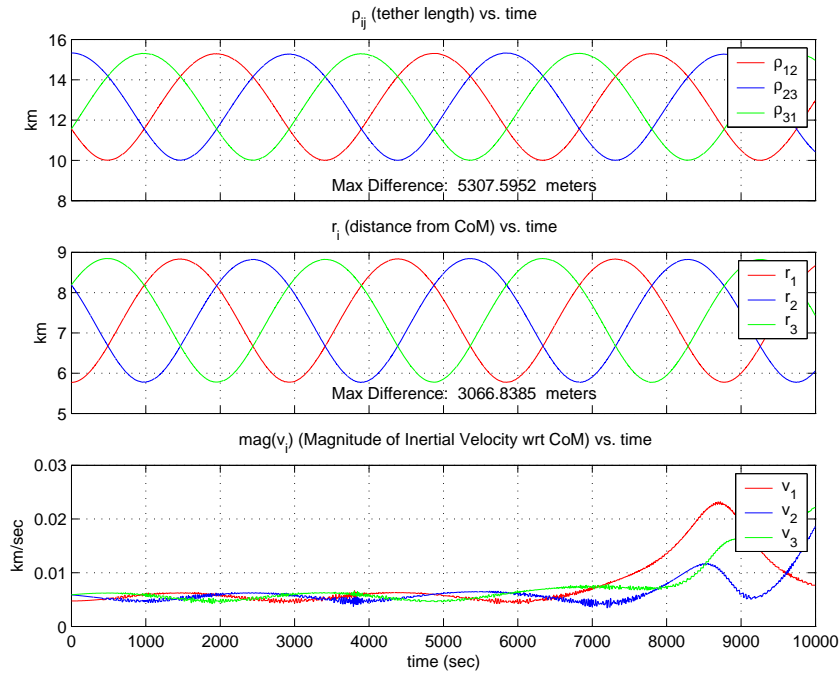 ρij (tether length) vs. time
16
14
12
10
8
km
ρ12
ρ23
ρ31
Max Difference: 5307.5952 meters
ri (distance from CoM) vs. time
9
8
7
6
5
km
r1
r2
r3
Max Difference: 3066.8385 meters
mag(vi) (Magnitude of Inertial Velocity wrt CoM) vs. time
0.03
0.02
0.01
0
km/sec
v1
v2
v3
0 1000 2000 3000 4000 5000 6000 7000 8000 9000 10000
time (sec)